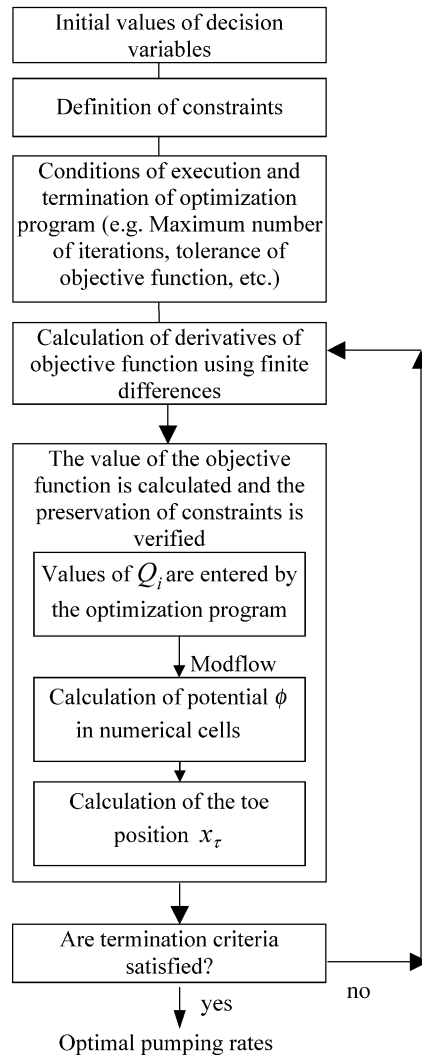 Initial values of decision
variables
Definition of constraints
Conditions of execution and
termination of optimization
program (e.g. Maximum number
of iterations, tolerance of
objective function, etc.)
Calculation of derivatives of
objective function using finite
differences
The value of the objective
function is calculated and the
preservation of constraints is
verified
Values of Q_i are entered by
the optimization program
Modflow
Calculation of potential ϕ
in numerical cells
Calculation of the toe
position x_τ
Are termination criteria
satisfied?
no
yes
Optimal pumping rates